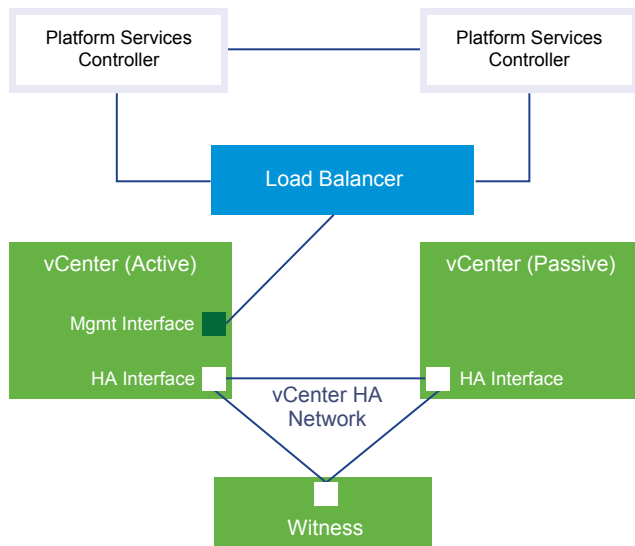 Platform Services
Controller
Platform Services
Controller
Load Balancer
vCenter (Active)
vCenter (Passive)
Mgmt Interface
HA Interface
HA Interface
vCenter HA
Network
Witness